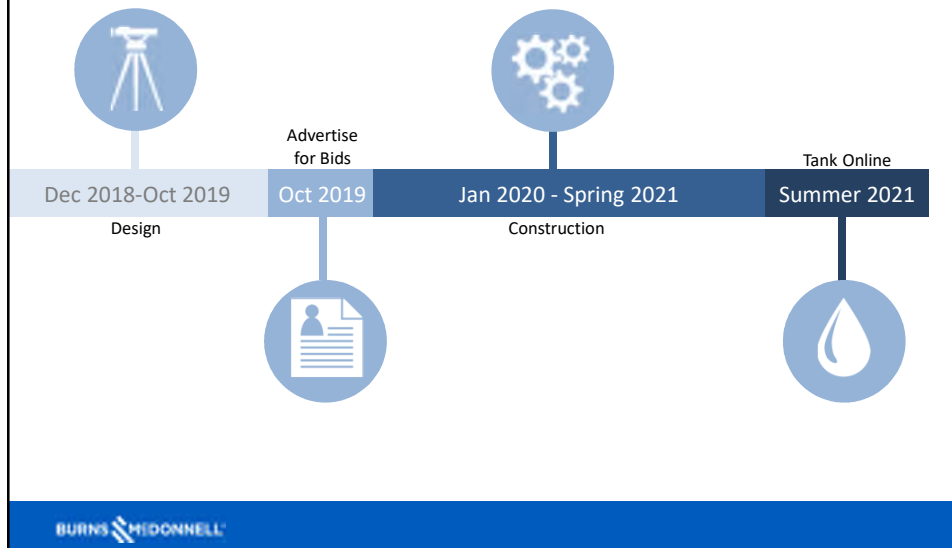 Advertise
for Bids
Tank Online
Dec 2018-Oct 2019
Oct 2019
Jan 2020 - Spring 2021
Summer 2021
Design
Construction
BURNS MCDONNELL